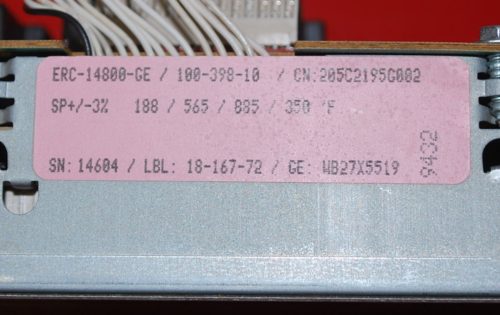 ERC-14800-GE / 100-398-10 / CN:205C2195G002
SP+/-3% 188 / 565 / 885 / 350 °F
SN:14604 / LBL: 18-167-72 / GE: WB27X5519
9432